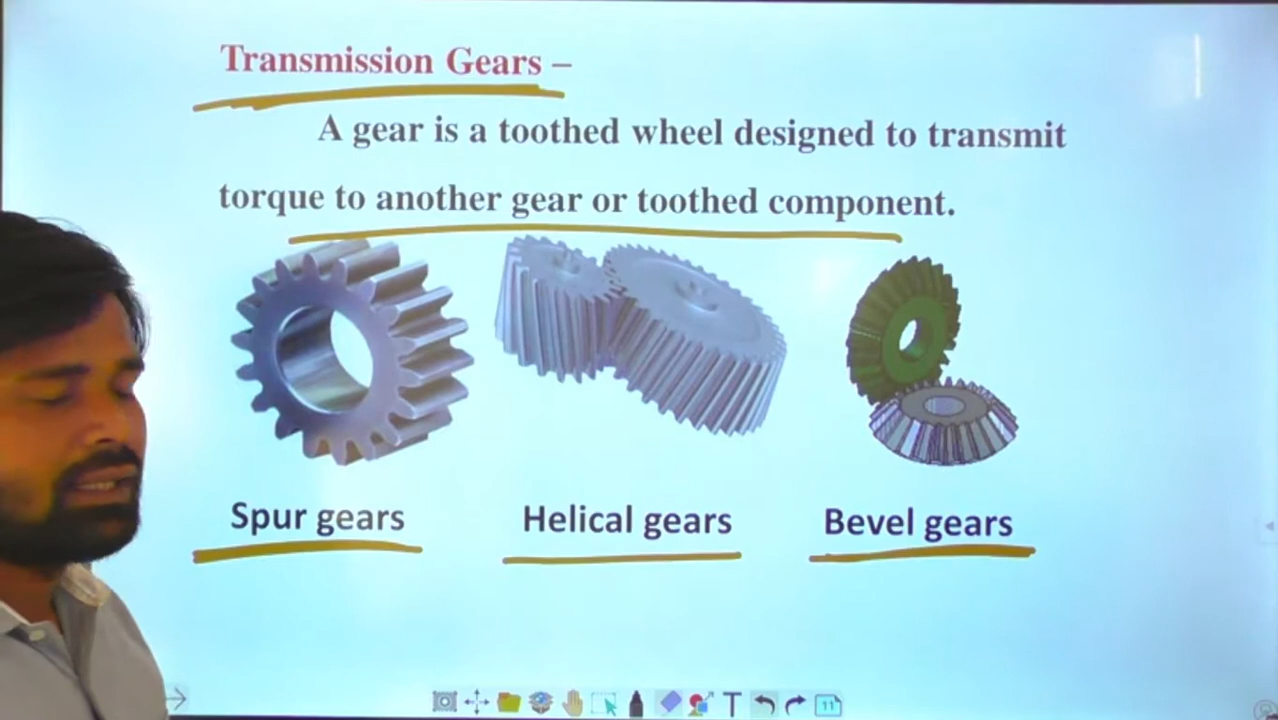 Transmission Gears –
A gear is a toothed wheel designed to transmit
torque to another gear or toothed component.
Spur gears
Helical gears
Bevel gears
T
11